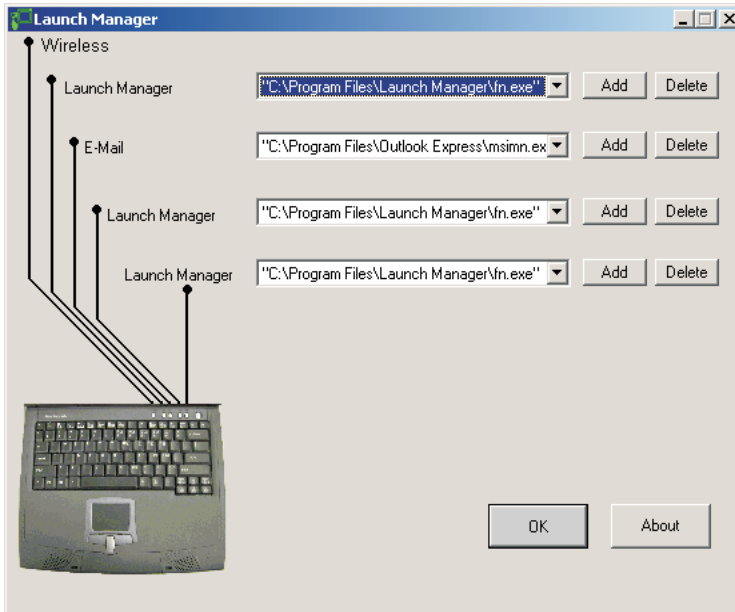 Launch Manager
Wireless
Launch Manager "C:\Program Files\Launch Manager\fn.exe" Add Delete
E-Mail "C:\Program Files\Outlook Express\msimn.ex Add Delete
Launch Manager "C:\Program Files\Launch Manager\fn.exe" Add Delete
Launch Manager "C:\Program Files\Launch Manager\fn.exe" Add Delete
OK About